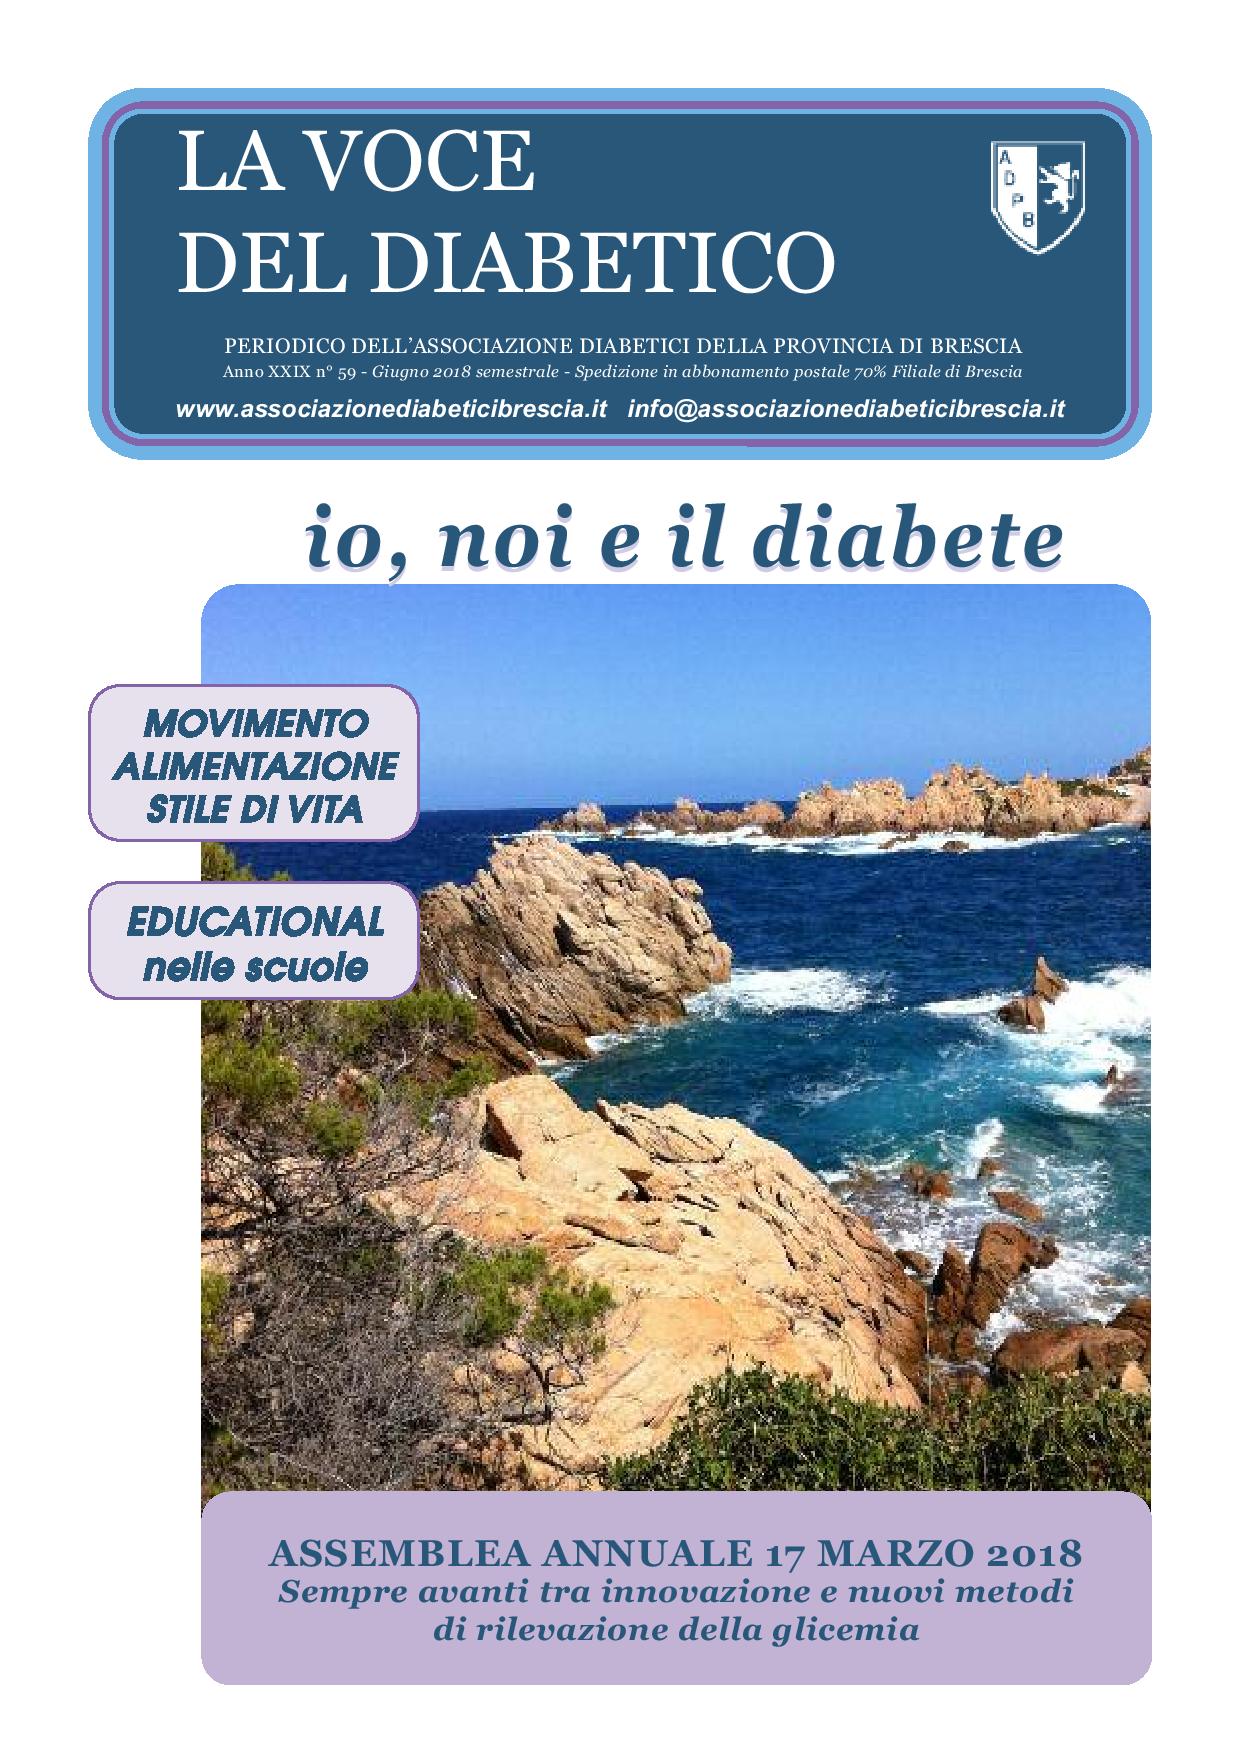 LA VOCE
DEL DIABETICO
A
D
P
B
PERIODICO DELL'ASSOCIAZIONE DIABETICI DELLA PROVINCIA DI BRESCIA
Anno XXIX n° 59 - Giugno 2018 semestrale - Spedizione in abbonamento postale 70% Filiale di Brescia
www.associazionediabeticibrescia.it info@associazionediabeticibrescia.it
io, noi e il diabete
MOVIMENTO
ALIMENTAZIONE
STILE DI VITA
EDUCATIONAL
nelle scuole
ASSEMBLEA ANNUALE 17 MARZO 2018
Sempre avanti tra innovazione e nuovi metodi
di rilevazione della glicemia